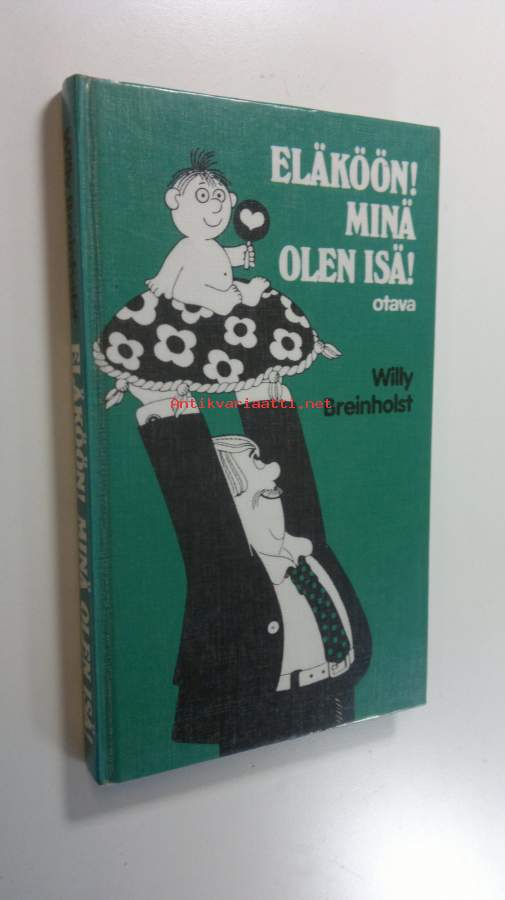 ELÄKÖÖN!
MINÄ
OLEN ISÄ!
otava
Willy
Breinholst
Antikvariaatti.net
ELÄKÖÖN! MINÄ OLEN ISÄ!